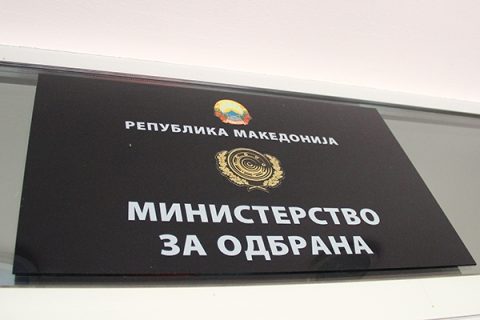 РЕПУБЛИКА МАКЕДОНИЈА
МИНИСТЕРСТВО
ЗА ОДБРАНА